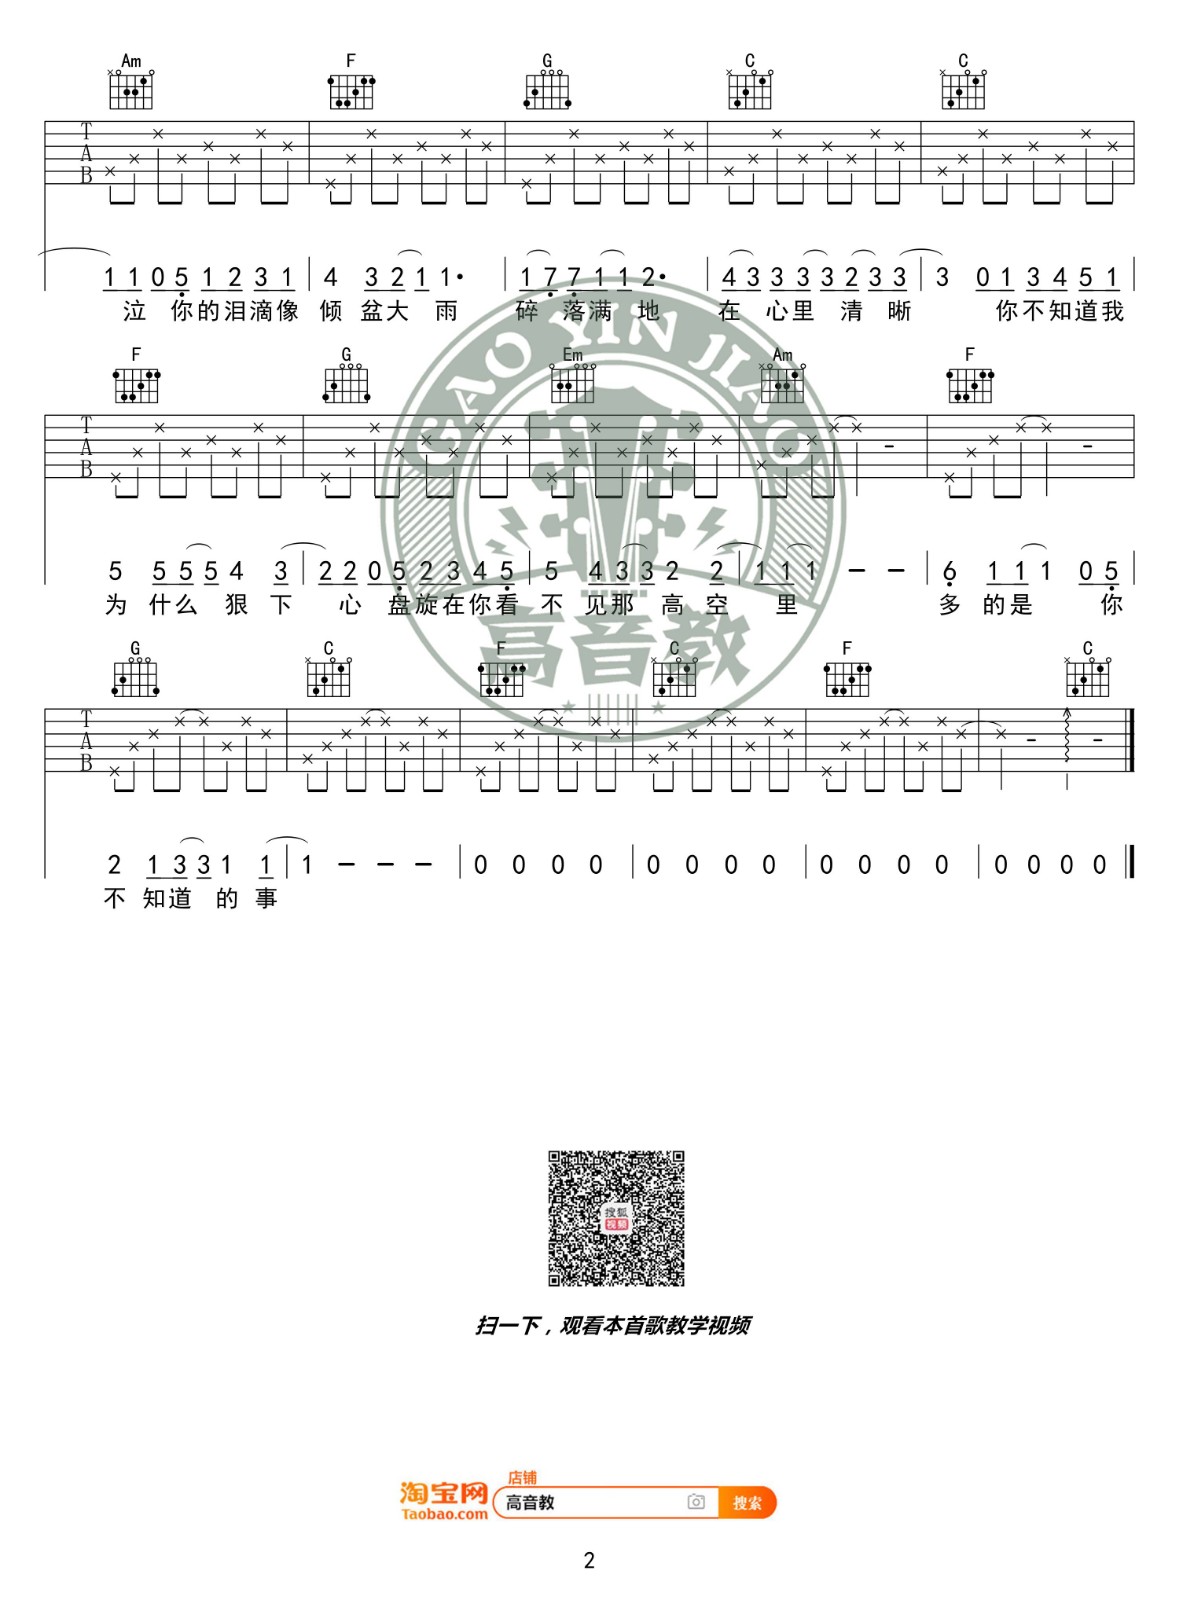 Am F G C C
T
A
B
1 1 0 5 1 2 3 1 | 4 3 2 1 1· | 1 7 7 1 1 2· | 4 3 3 3 3 2 3 3 | 3 0 1 3 4 5 1
泣 你的泪滴像 倾 盆大 雨 碎 落满 地 在 心里 清 晰 你不知道我
F G Em Am F
T
A
B
5 5 5 5 4 3 | 2 2 0 5 2 3 4 5 | 5 4 3 3 2 2 | 1 1 1 – – | 6 1 1 1 0 5
为 什么 狠 下 心 盘旋在你看 不 见那 高 空 里 多 的是 你
G C F C F C
T
A
B
2 1 3 3 1 1 | 1 – – – | 0 0 0 0 | 0 0 0 0 | 0 0 0 0 | 0 0 0 0
不 知道 的 事
GAO YIN JIAO
高音教
搜狐
视频
扫一下，观看本首歌教学视频
店铺
淘宝网 高音教 搜索
Taobao.com
2